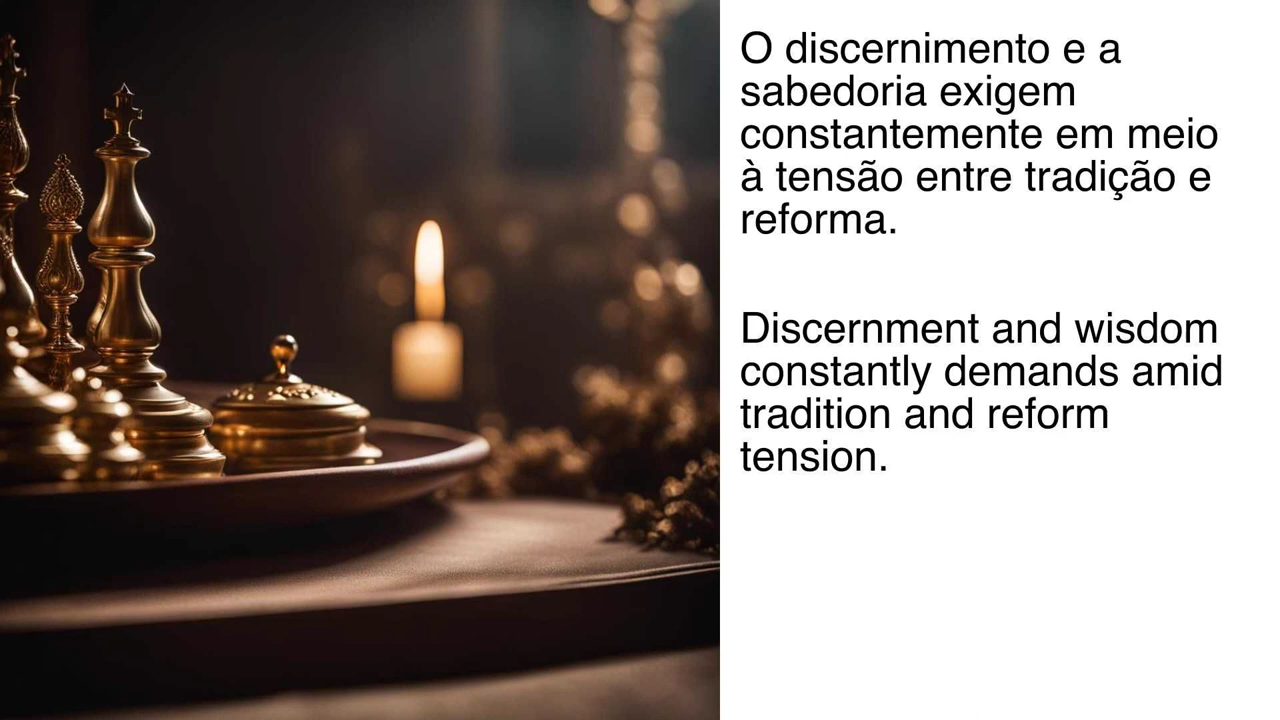 O discernimento e a
sabedoria exigem
constantemente em meio
à tensão entre tradição e
reforma.
Discernment and wisdom
constantly demands amid
tradition and reform
tension.